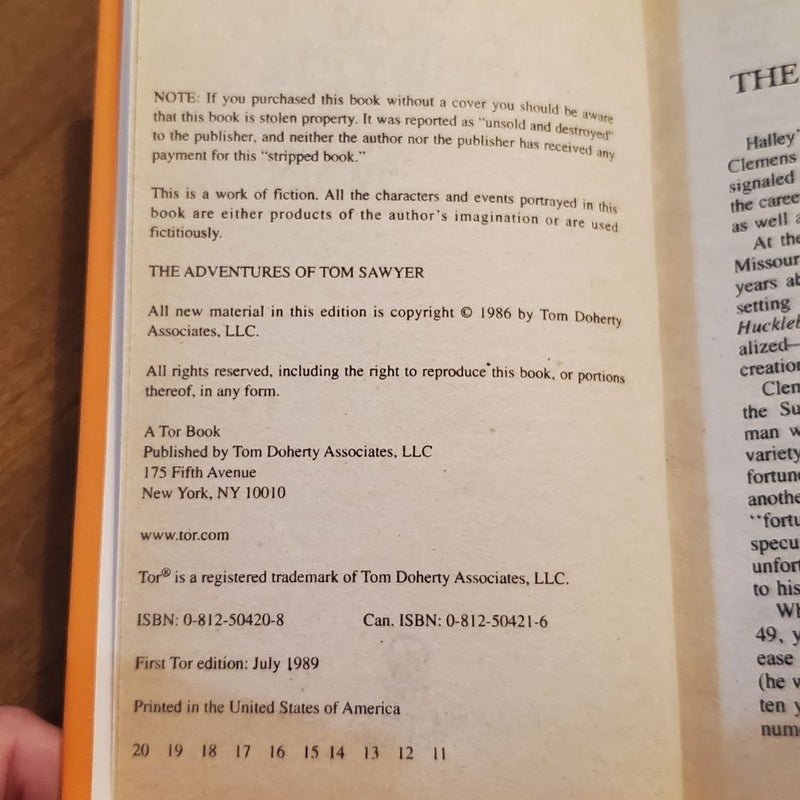 NOTE: If you purchased this book without a cover you should be aware
that this book is stolen property. It was reported as "unsold and destroyed"
to the publisher, and neither the author nor the publisher has received any
payment for this "stripped book."
This is a work of fiction. All the characters and events portrayed in this
book are either products of the author's imagination or are used
fictitiously.
THE ADVENTURES OF TOM SAWYER
All new material in this edition is copyright © 1986 by Tom Doherty
Associates, LLC.
All rights reserved, including the right to reproduce this book, or portions
thereof, in any form.
A Tor Book
Published by Tom Doherty Associates, LLC
175 Fifth Avenue
New York, NY 10010
www.tor.com
Tor® is a registered trademark of Tom Doherty Associates, LLC.
ISBN: 0-812-50420-8 Can. ISBN: 0-812-50421-6
First Tor edition: July 1989
Printed in the United States of America
20 19 18 17 16 15 14 13 12 11
THE
Halley'
Clemens
signaled
the caree
as well a
At the
Missour
years ab
setting
Huckleb
alized—
creation
Clem
the Su
man w
variety
fortune
anothe
"fortu
specu
unfort
to his
Wh
49, y
ease
(he w
ten y
nume